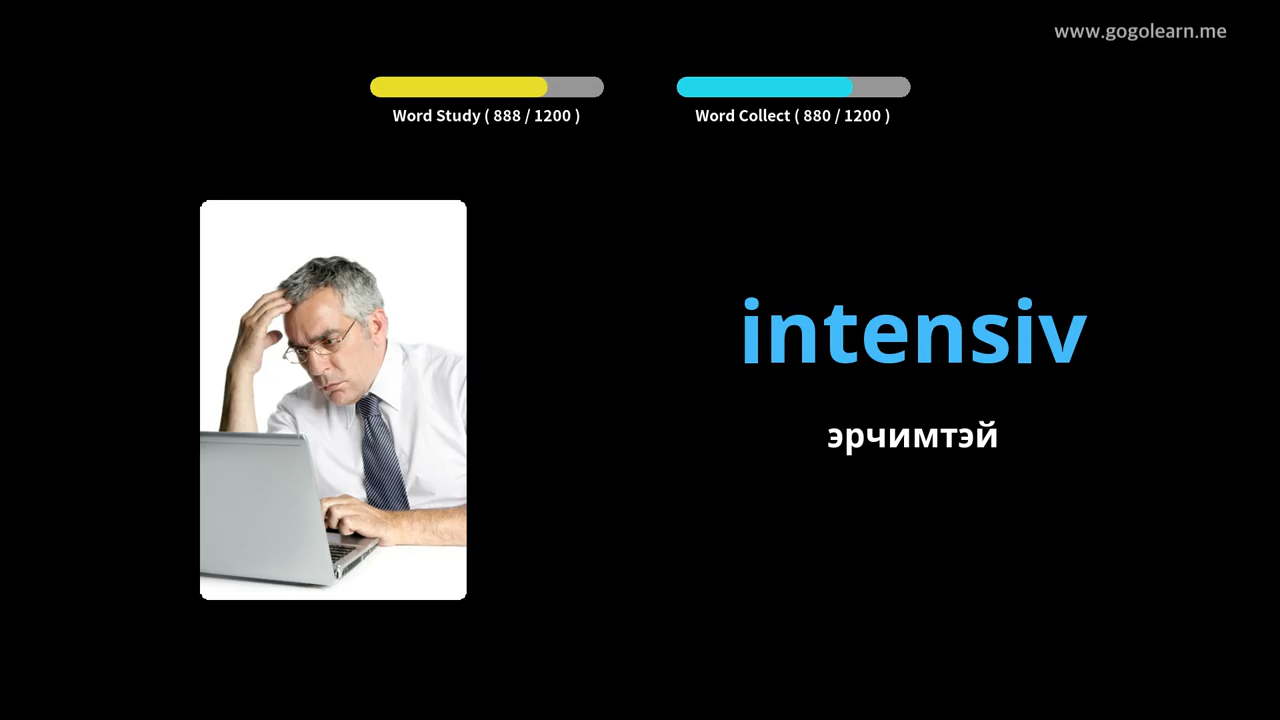 www.gogolearn.me
Word Study ( 888 / 1200 )
Word Collect ( 880 / 1200 )
intensiv
эрчимтэй